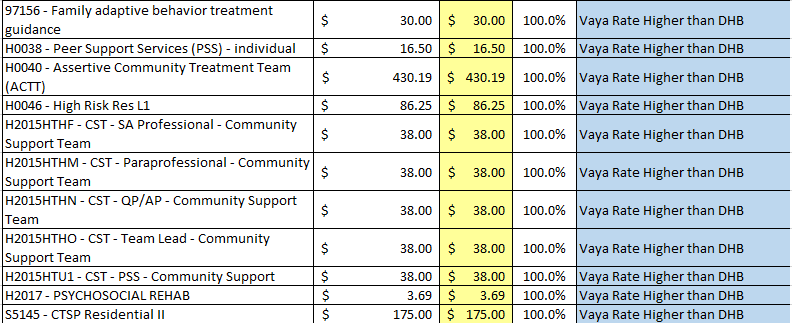 97156 - Family adaptive behavior treatment
guidance $ 30.00 $ 30.00 100.0% Vaya Rate Higher than DHB
H0038 - Peer Support Services (PSS) - individual $ 16.50 $ 16.50 100.0% Vaya Rate Higher than DHB
H0040 - Assertive Community Treatment Team
(ACTT) $ 430.19 $ 430.19 100.0% Vaya Rate Higher than DHB
H0046 - High Risk Res L1 $ 86.25 $ 86.25 100.0% Vaya Rate Higher than DHB
H2015HTHF - CST - SA Professional - Community
Support Team $ 38.00 $ 38.00 100.0% Vaya Rate Higher than DHB
H2015HTHM - CST - Paraprofessional - Community
Support Team $ 38.00 $ 38.00 100.0% Vaya Rate Higher than DHB
H2015HTHN - CST - QP/AP - Community Support
Team $ 38.00 $ 38.00 100.0% Vaya Rate Higher than DHB
H2015HTHO - CST - Team Lead - Community
Support Team $ 38.00 $ 38.00 100.0% Vaya Rate Higher than DHB
H2015HTU1 - CST - PSS - Community Support $ 38.00 $ 38.00 100.0% Vaya Rate Higher than DHB
H2017 - PSYCHOSOCIAL REHAB $ 3.69 $ 3.69 100.0% Vaya Rate Higher than DHB
S5145 - CTSP Residential II $ 175.00 $ 175.00 100.0% Vaya Rate Higher than DHB